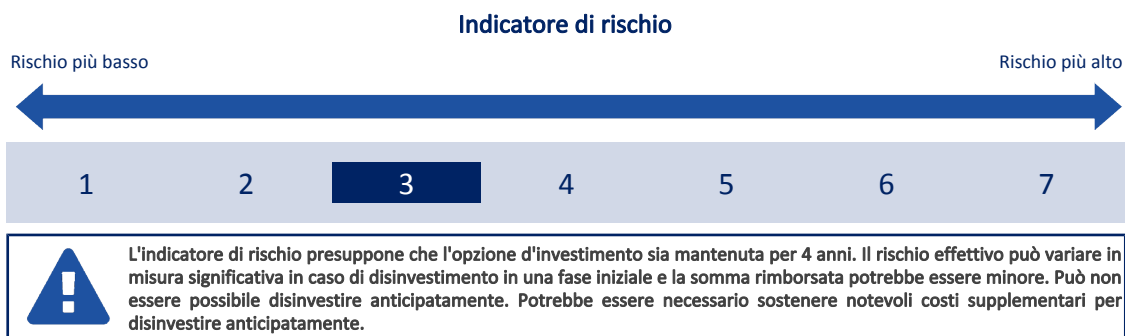 Indicatore di rischio
Rischio più basso
Rischio più alto
1 2 3 4 5 6 7
L'indicatore di rischio presuppone che l'opzione d'investimento sia mantenuta per 4 anni. Il rischio effettivo può variare in
misura significativa in caso di disinvestimento in una fase iniziale e la somma rimborsata potrebbe essere minore. Può non
essere possibile disinvestire anticipatamente. Potrebbe essere necessario sostenere notevoli costi supplementari per
disinvestire anticipatamente.